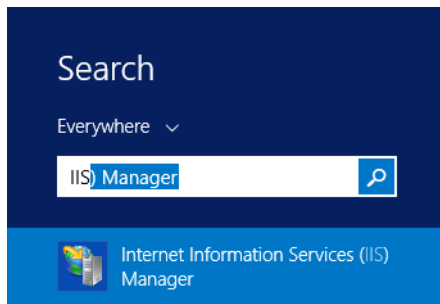 Search
Everywhere
IIS) Manager
Internet Information Services (IIS)
Manager